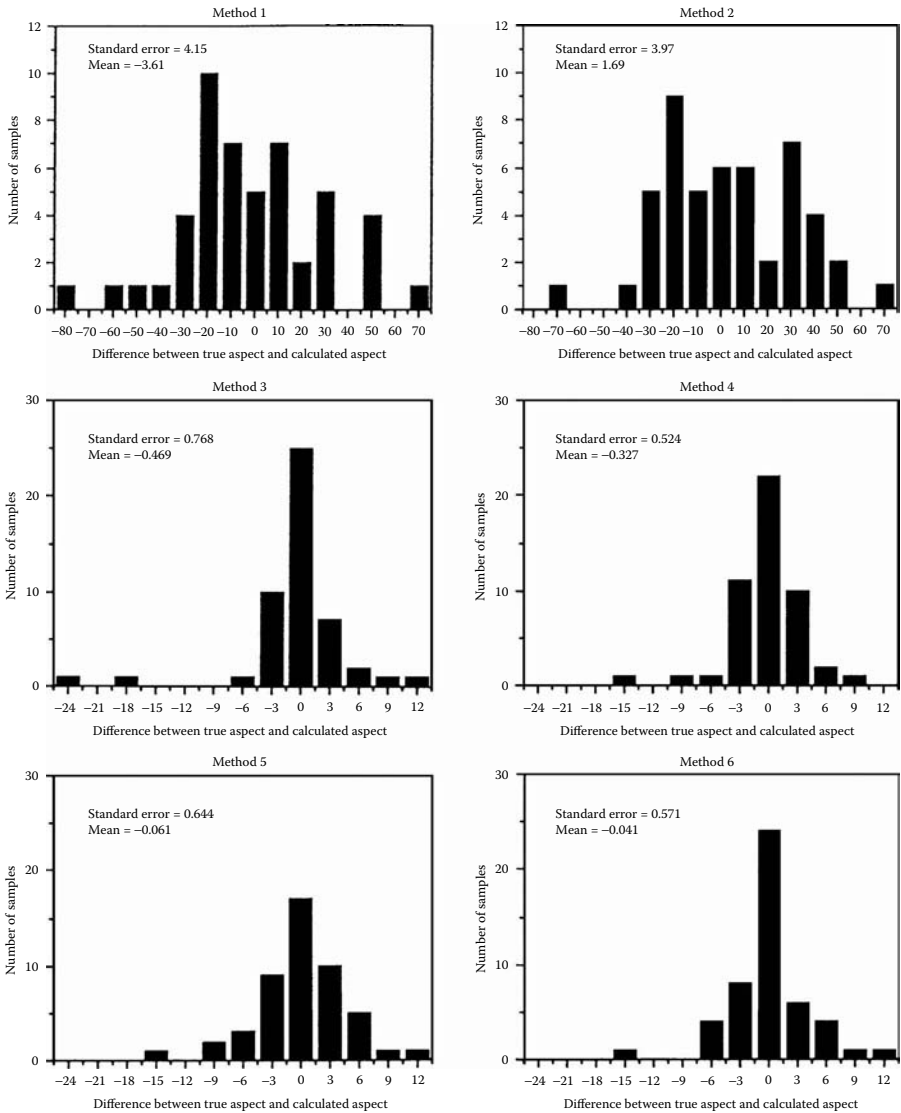 Method 1
Standard error = 4.15
Mean = −3.61
Number of samples
12
10
8
6
4
2
0
−80 −70 −60 −50 −40 −30 −20 −10 0 10 20 30 40 50 60 70
Difference between true aspect and calculated aspect
Method 2
Standard error = 3.97
Mean = 1.69
Number of samples
12
10
8
6
4
2
0
−80 −70 −60 −50 −40 −30 −20 −10 0 10 20 30 40 50 60 70
Difference between true aspect and calculated aspect
Method 3
Standard error = 0.768
Mean = −0.469
Number of samples
30
20
10
0
−24 −21 −18 −15 −12 −9 −6 −3 0 3 6 9 12
Difference between true aspect and calculated aspect
Method 4
Standard error = 0.524
Mean = −0.327
Number of samples
30
20
10
0
−24 −21 −18 −15 −12 −9 −6 −3 0 3 6 9 12
Difference between true aspect and calculated aspect
Method 5
Standard error = 0.644
Mean = −0.061
Number of samples
30
20
10
0
−24 −21 −18 −15 −12 −9 −6 −3 0 3 6 9 12
Difference between true aspect and calculated aspect
Method 6
Standard error = 0.571
Mean = −0.041
Number of samples
30
20
10
0
−24 −21 −18 −15 −12 −9 −6 −3 0 3 6 9 12
Difference between true aspect and calculated aspect